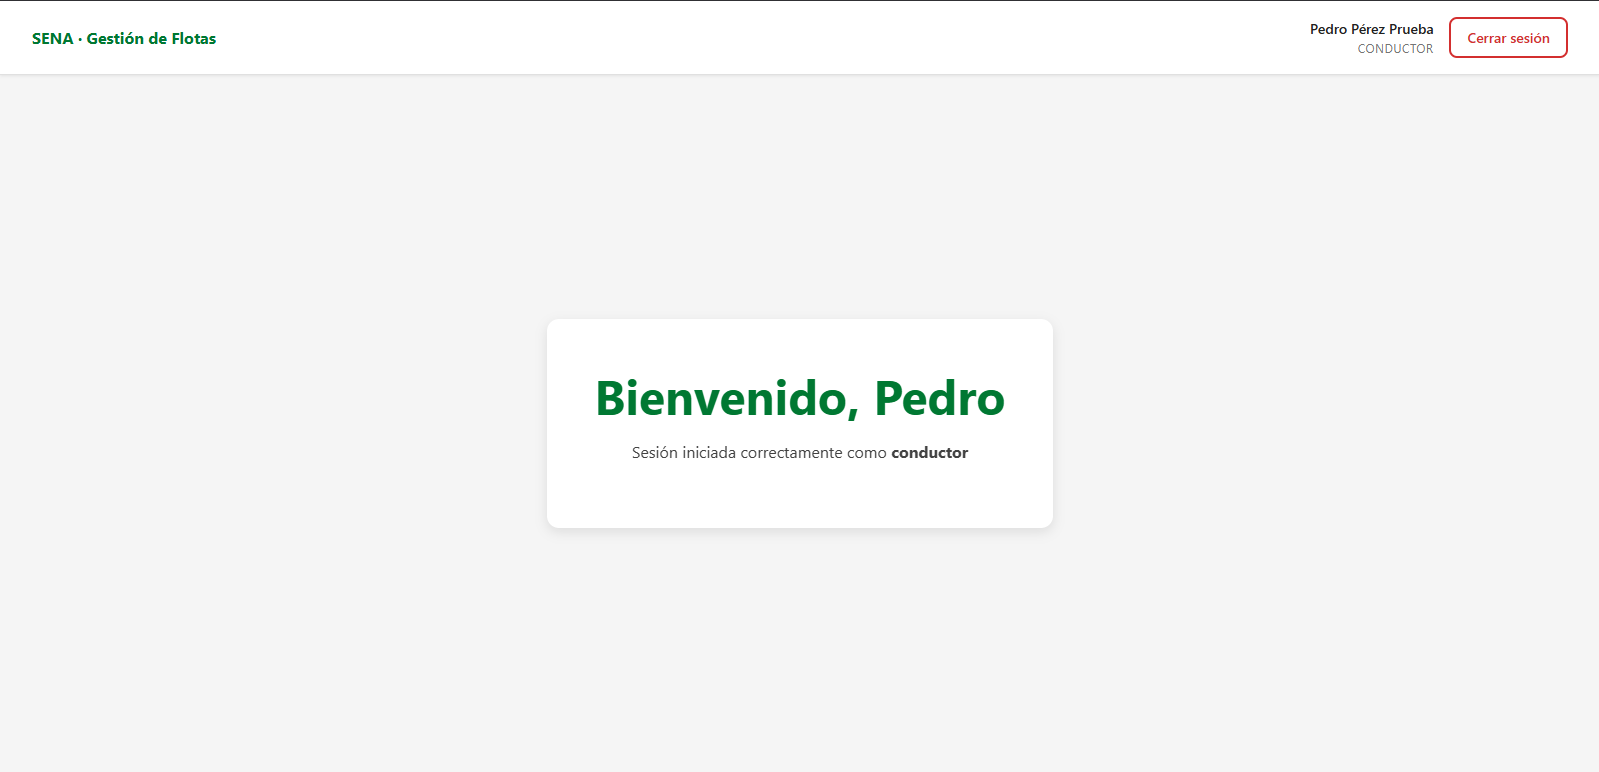 SENA · Gestión de Flotas
Pedro Pérez Prueba
CONDUCTOR
Cerrar sesión
Bienvenido, Pedro
Sesión iniciada correctamente como conductor